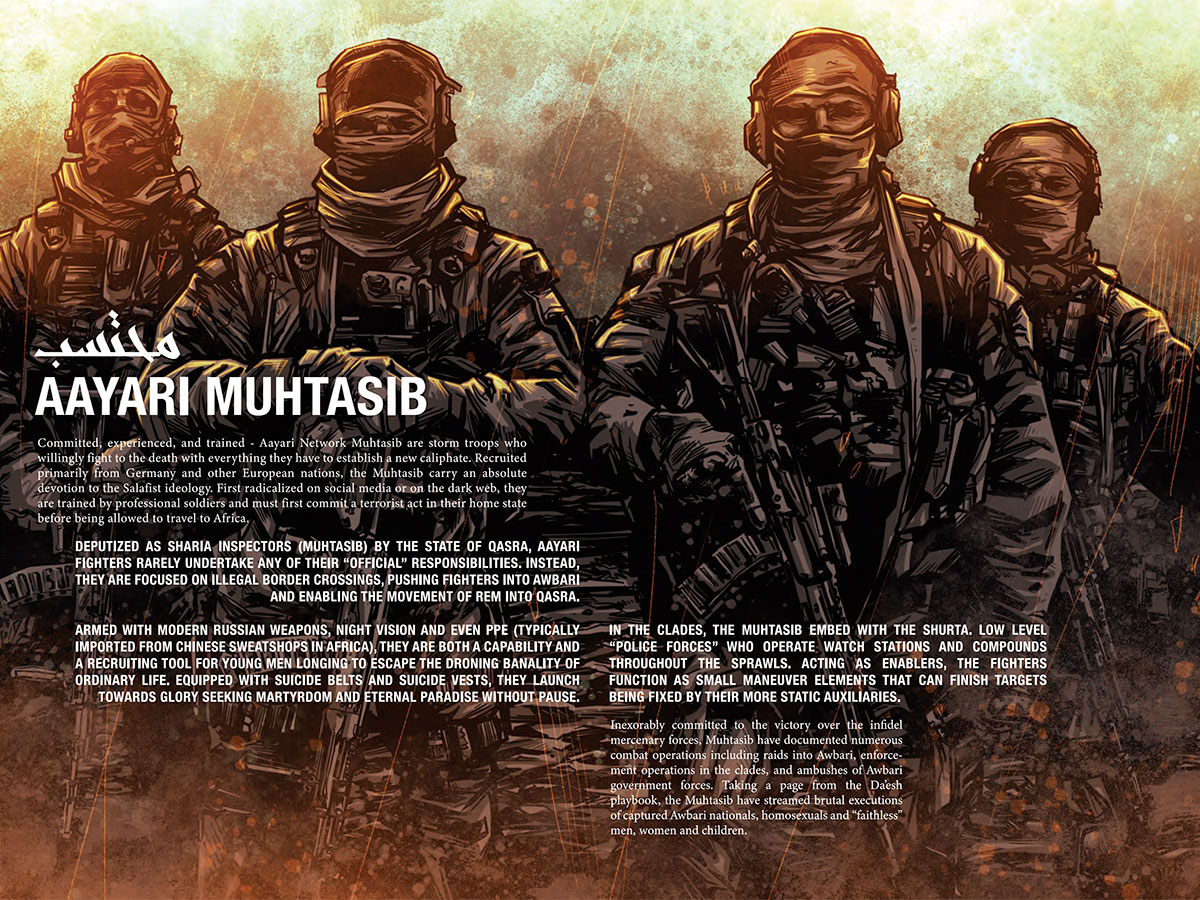 محتسب
AAYARI MUHTASIB
Committed, experienced, and trained - Aayari Network Muhtasib are storm troops who
willingly fight to the death with everything they have to establish a new caliphate. Recruited
primarily from Germany and other European nations, the Muhtasib carry an absolute
devotion to the Salafist ideology. First radicalized on social media or on the dark web, they
are trained by professional soldiers and must first commit a terrorist act in their home state
before being allowed to travel to Africa.
DEPUTIZED AS SHARIA INSPECTORS (MUHTASIB) BY THE STATE OF QASRA, AAYARI
FIGHTERS RARELY UNDERTAKE ANY OF THEIR “OFFICIAL” RESPONSIBILITIES. INSTEAD,
THEY ARE FOCUSED ON ILLEGAL BORDER CROSSINGS, PUSHING FIGHTERS INTO AWBARI
AND ENABLING THE MOVEMENT OF REM INTO QASRA.
ARMED WITH MODERN RUSSIAN WEAPONS, NIGHT VISION AND EVEN PPE (TYPICALLY
IMPORTED FROM CHINESE SWEATSHOPS IN AFRICA), THEY ARE BOTH A CAPABILITY AND
A RECRUITING TOOL FOR YOUNG MEN LONGING TO ESCAPE THE DRONING BANALITY OF
ORDINARY LIFE. EQUIPPED WITH SUICIDE BELTS AND SUICIDE VESTS, THEY LAUNCH
TOWARDS GLORY SEEKING MARTYRDOM AND ETERNAL PARADISE WITHOUT PAUSE.
IN THE CLADES, THE MUHTASIB EMBED WITH THE SHURTA. LOW LEVEL
“POLICE FORCES” WHO OPERATE WATCH STATIONS AND COMPOUNDS
THROUGHOUT THE SPRAWLS. ACTING AS ENABLERS, THE FIGHTERS
FUNCTION AS SMALL MANEUVER ELEMENTS THAT CAN FINISH TARGETS
BEING FIXED BY THEIR MORE STATIC AUXILIARIES.
Inexorably committed to the victory over the infidel
mercenary forces, Muhtasib have documented numerous
combat operations including raids into Awbari, enforce-
ment operations in the clades, and ambushes of Awbari
government forces. Taking a page from the Da’esh
playbook, the Muhtasib have streamed brutal executions
of captured Awbari nationals, homosexuals and “faithless”
men, women and children.